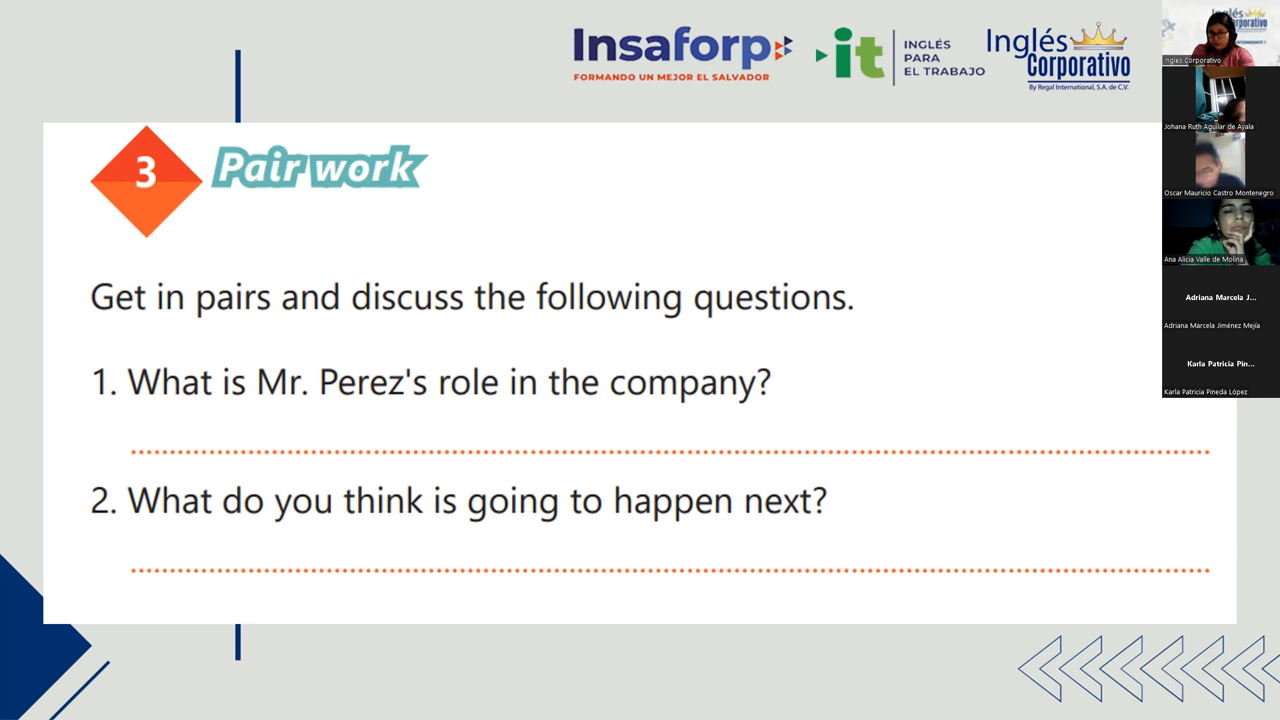 Insaforp
FORMANDO UN MEJOR EL SALVADOR
it
INGLÉS
PARA
EL TRABAJO
Inglés
Corporativo
By Regal International, S.A. de C.V.
3
Pair work
Get in pairs and discuss the following questions.
1. What is Mr. Perez's role in the company?
2. What do you think is going to happen next?
Inglés
Corporativo
Ingles Corporativo
Johana Ruth Aguilar de Ayala
Oscar Mauricio Castro Montenegro
Ana Alicia Valle de Molina
Adriana Marcela J...
Adriana Marcela Jiménez Mejía
Karla Patricia Pin...
Karla Patricia Pineda López